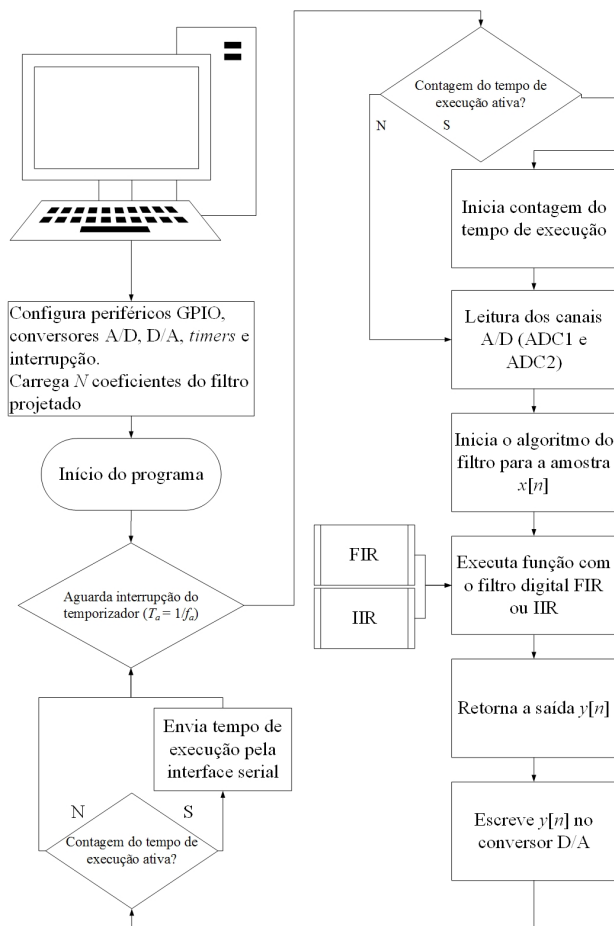 Configura periféricos GPIO,
conversores A/D, D/A, timers e
interrupção.
Carrega N coeficientes do filtro
projetado
Início do programa
Aguarda interrupção do
temporizador (Ta = 1/fa)
Envia tempo de
execução pela
interface serial
N
S
Contagem do tempo de
execução ativa?
Contagem do tempo de
execução ativa?
N
S
Inicia contagem do
tempo de execução
Leitura dos canais
A/D (ADC1 e
ADC2)
Inicia o algoritmo do
filtro para a amostra
x[n]
FIR
IIR
Executa função com
o filtro digital FIR
ou IIR
Retorna a saída y[n]
Escreve y[n] no
conversor D/A